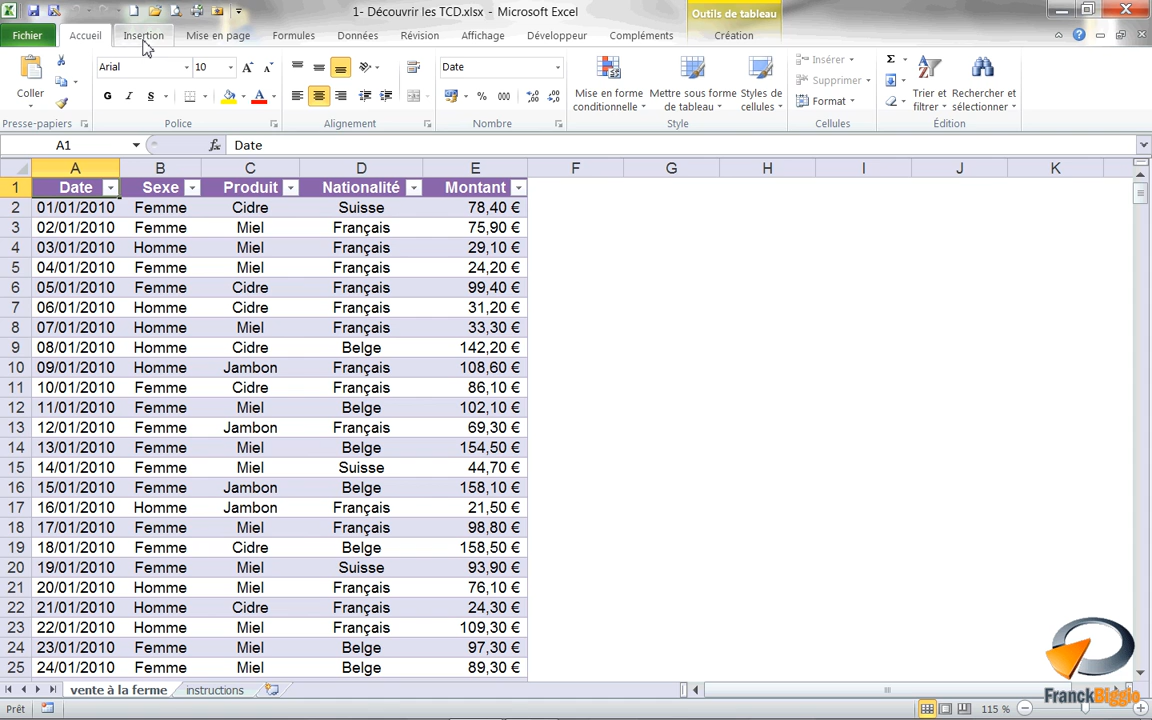 1- Découvrir les TCD.xlsx - Microsoft Excel
Outils de tableau
Fichier Accueil Insertion Mise en page Formules Données Révision Affichage Développeur Compléments Création
Coller
Arial 10
G I S
Date
% 000
Mise en forme conditionnelle
Mettre sous forme de tableau
Styles de cellules
Insérer
Supprimer
Format
Σ
Trier et filtrer
Rechercher et sélectionner
Presse-papiers Police Alignement Nombre Style Cellules Édition
A1 fx Date
A B C D E F G H I J K
1 Date Sexe Produit Nationalité Montant
2 01/01/2010 Femme Cidre Suisse 78,40 €
3 02/01/2010 Femme Miel Français 75,90 €
4 03/01/2010 Homme Miel Français 29,10 €
5 04/01/2010 Femme Miel Français 24,20 €
6 05/01/2010 Femme Cidre Français 99,40 €
7 06/01/2010 Homme Cidre Français 31,20 €
8 07/01/2010 Homme Miel Français 33,30 €
9 08/01/2010 Homme Cidre Belge 142,20 €
10 09/01/2010 Homme Jambon Français 108,60 €
11 10/01/2010 Femme Cidre Français 86,10 €
12 11/01/2010 Femme Miel Belge 102,10 €
13 12/01/2010 Femme Jambon Français 69,30 €
14 13/01/2010 Femme Miel Belge 154,50 €
15 14/01/2010 Femme Miel Suisse 44,70 €
16 15/01/2010 Femme Jambon Belge 158,10 €
17 16/01/2010 Homme Jambon Français 21,50 €
18 17/01/2010 Femme Miel Français 98,80 €
19 18/01/2010 Femme Cidre Belge 158,50 €
20 19/01/2010 Femme Miel Suisse 93,90 €
21 20/01/2010 Homme Miel Français 76,10 €
22 21/01/2010 Homme Cidre Français 24,30 €
23 22/01/2010 Homme Miel Français 109,30 €
24 23/01/2010 Femme Miel Belge 97,30 €
25 24/01/2010 Femme Miel Belge 89,30 €
FranckBiggio
vente à la ferme instructions
Prêt 115 %